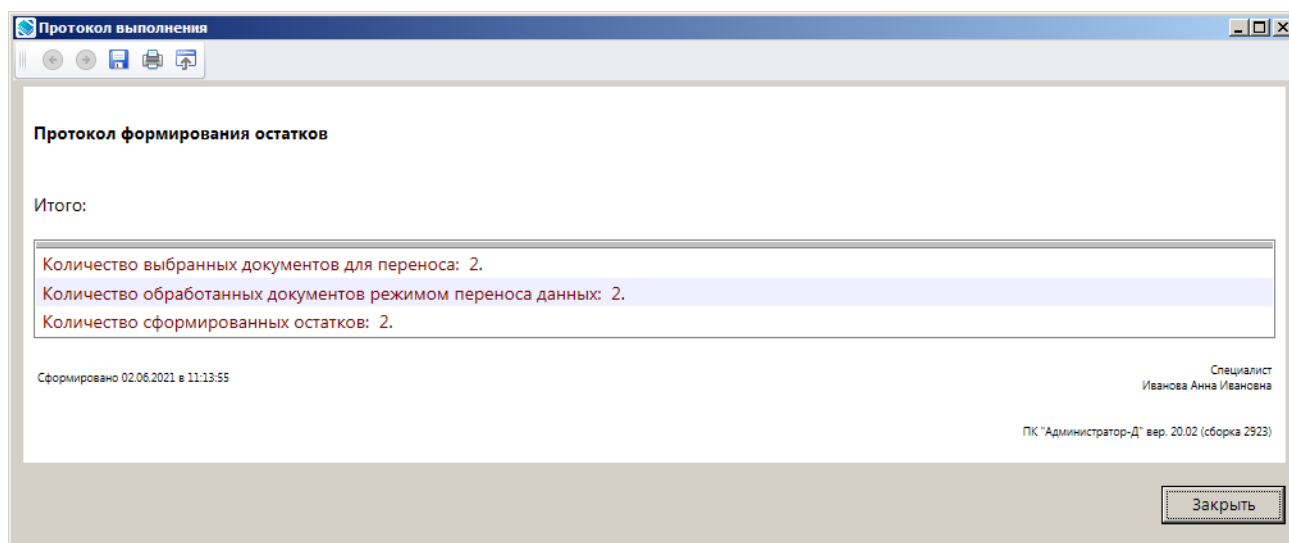 Протокол выполнения
Протокол формирования остатков
Итого:
Количество выбранных документов для переноса: 2.
Количество обработанных документов режимом переноса данных: 2.
Количество сформированных остатков: 2.
Сформировано 02.06.2021 в 11:13:55
Специалист
Иванова Анна Ивановна
ПК "Администратор-Д" вер. 20.02 (сборка 2923)
Закрыть